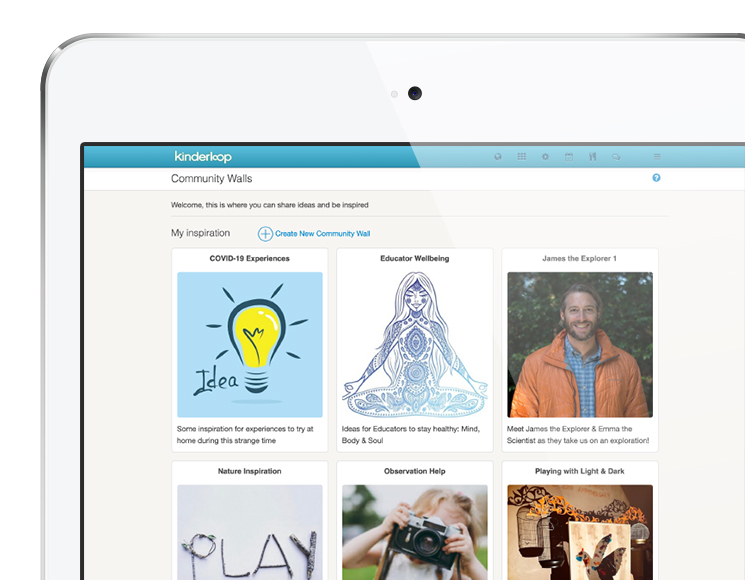 kinderloop
Community Walls
Welcome, this is where you can share ideas and be inspired
My inspiration
Create New Community Wall
COVID-19 Experiences
Idea
Some inspiration for experiences to try at
home during this strange time
Educator Wellbeing
Ideas for Educators to stay healthy: Mind,
Body & Soul
James the Explorer 1
Meet James the Explorer & Emma the
Scientist as they take us on an exploration!
Nature Inspiration
PLAY
Observation Help
Playing with Light & Dark